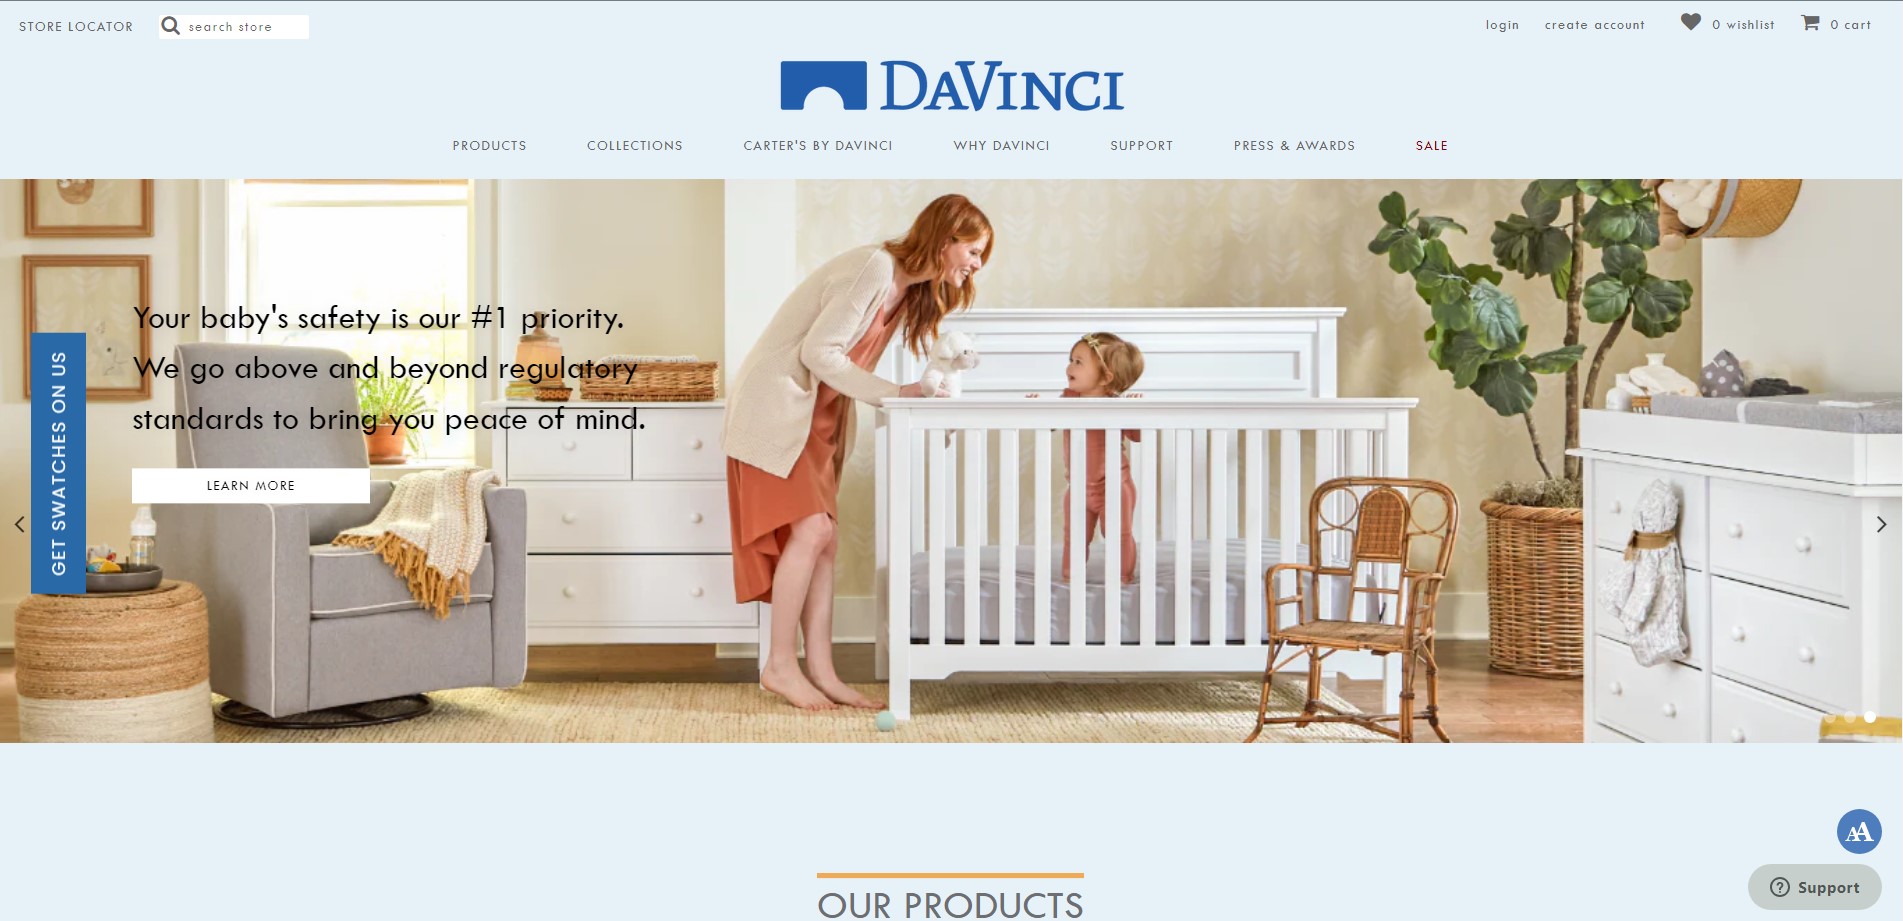 STORE LOCATOR
search store
login
create account
0 wishlist
0 cart
DAVINCI
PRODUCTS
COLLECTIONS
CARTER'S BY DAVINCI
WHY DAVINCI
SUPPORT
PRESS & AWARDS
SALE
Your baby's safety is our #1 priority.
We go above and beyond regulatory
standards to bring you peace of mind.
LEARN MORE
GET SWATCHES ON US
AA
? Support
OUR PRODUCTS